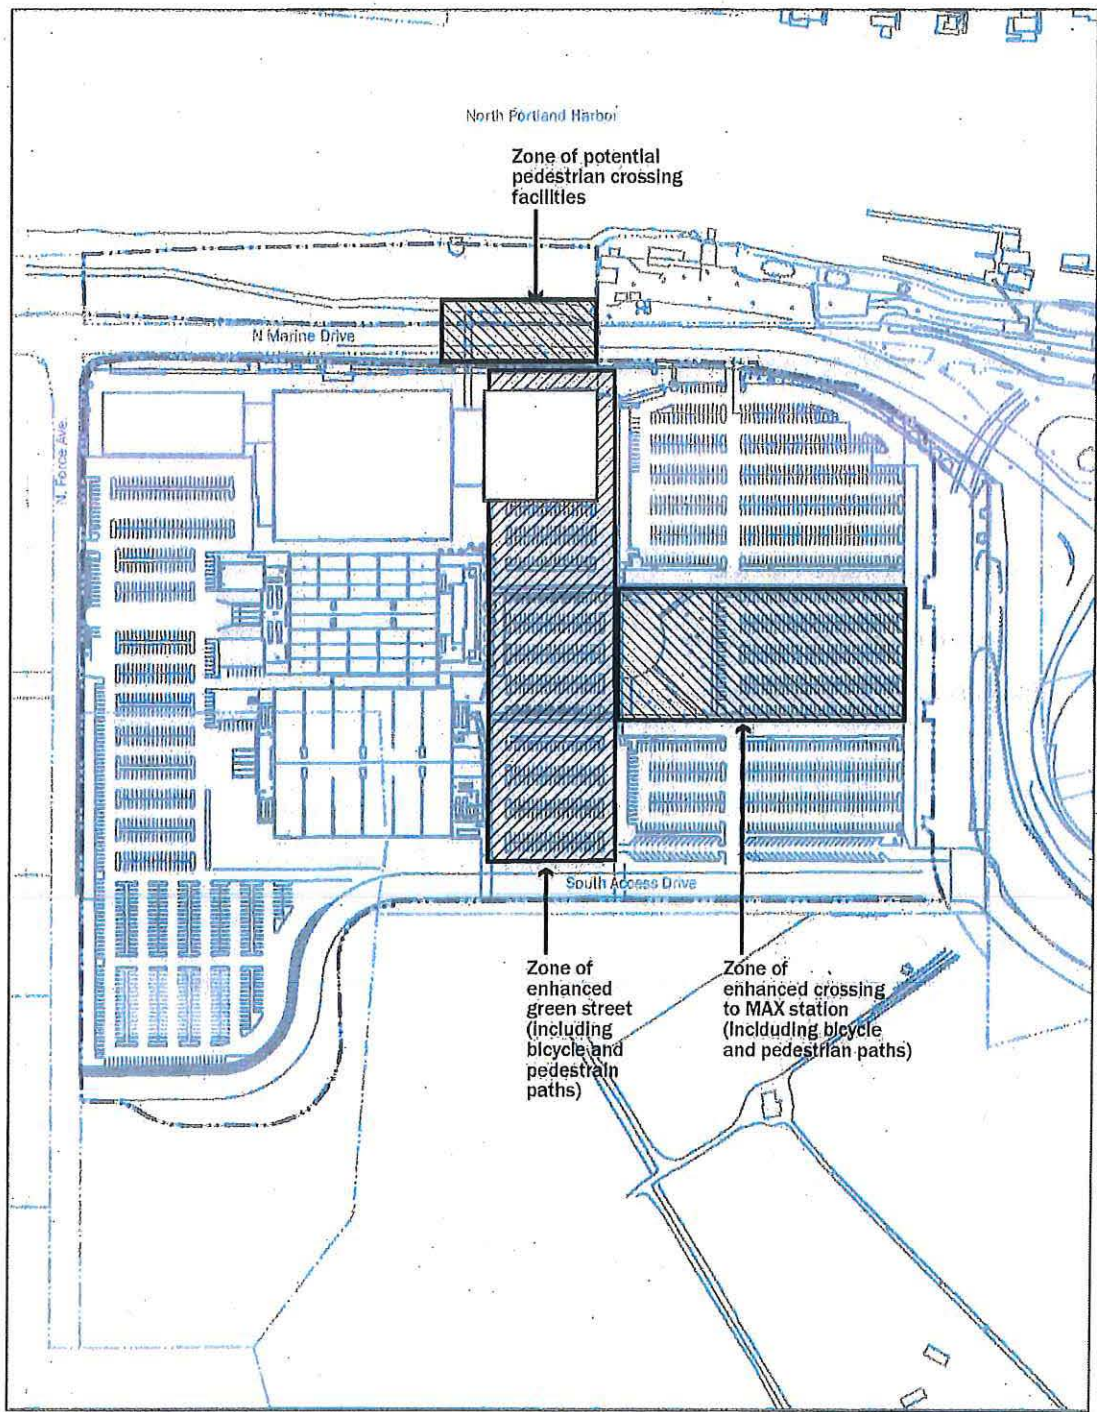 North Portland Harbor
Zone of potential
pedestrian crossing
facilities
N Marine Drive
N. Force Ave.
South Access Drive
Zone of
enhanced
green street
(including
bicycle and
pedestrain
paths)
Zone of
enhanced crossing
to MAX station
(Inclduding bicycle
and pedestrian paths)